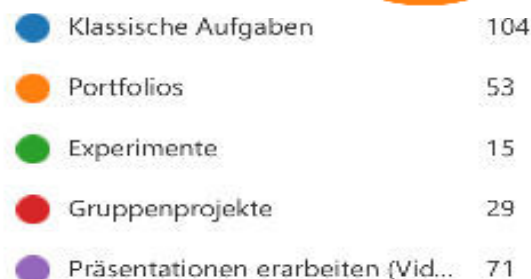 Klassische Aufgaben 104
Portfolios 53
Experimente 15
Gruppenprojekte 29
Präsentationen erarbeiten (Vid... 71